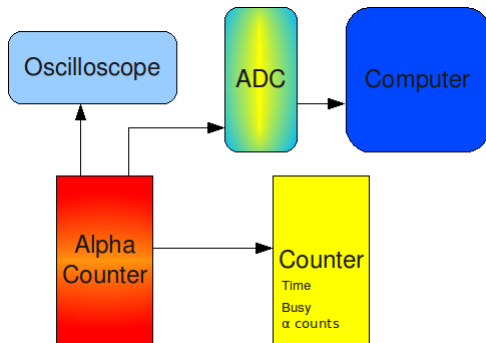 Oscilloscope
ADC
Computer
Alpha
Counter
Counter
Time
Busy
α counts